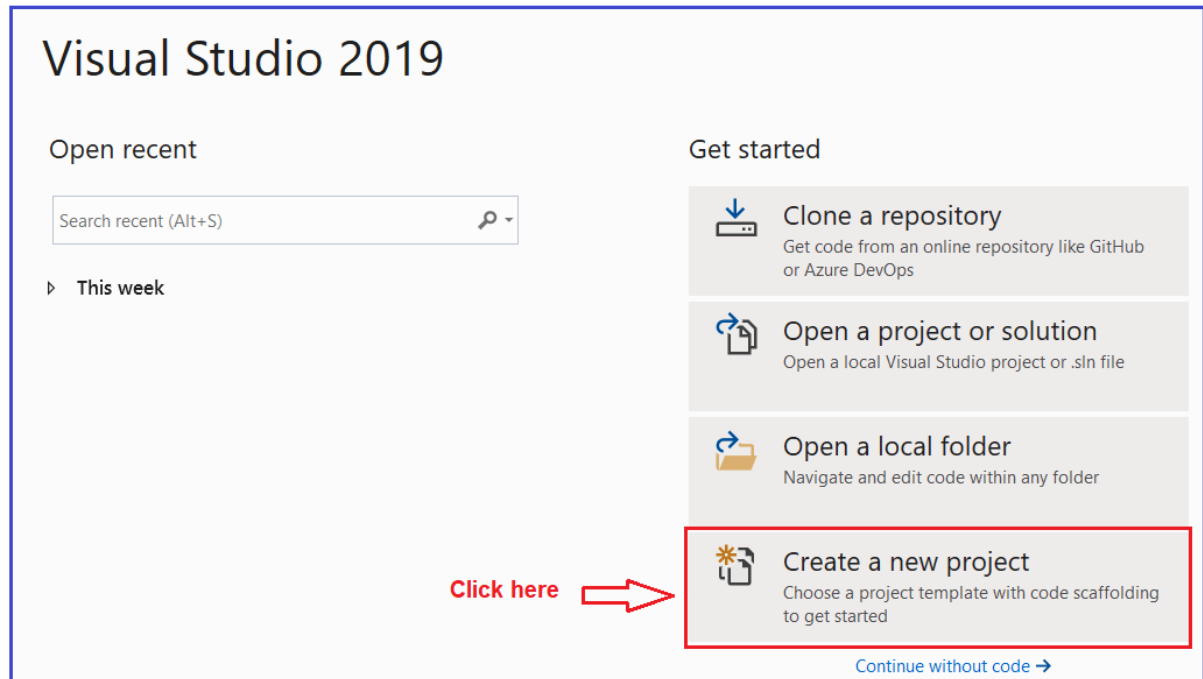 Visual Studio 2019
Open recent
Search recent (Alt+S)
This week
Get started
Clone a repository
Get code from an online repository like GitHub
or Azure DevOps
Open a project or solution
Open a local Visual Studio project or .sln file
Open a local folder
Navigate and edit code within any folder
Click here
Create a new project
Choose a project template with code scaffolding
to get started
Continue without code →